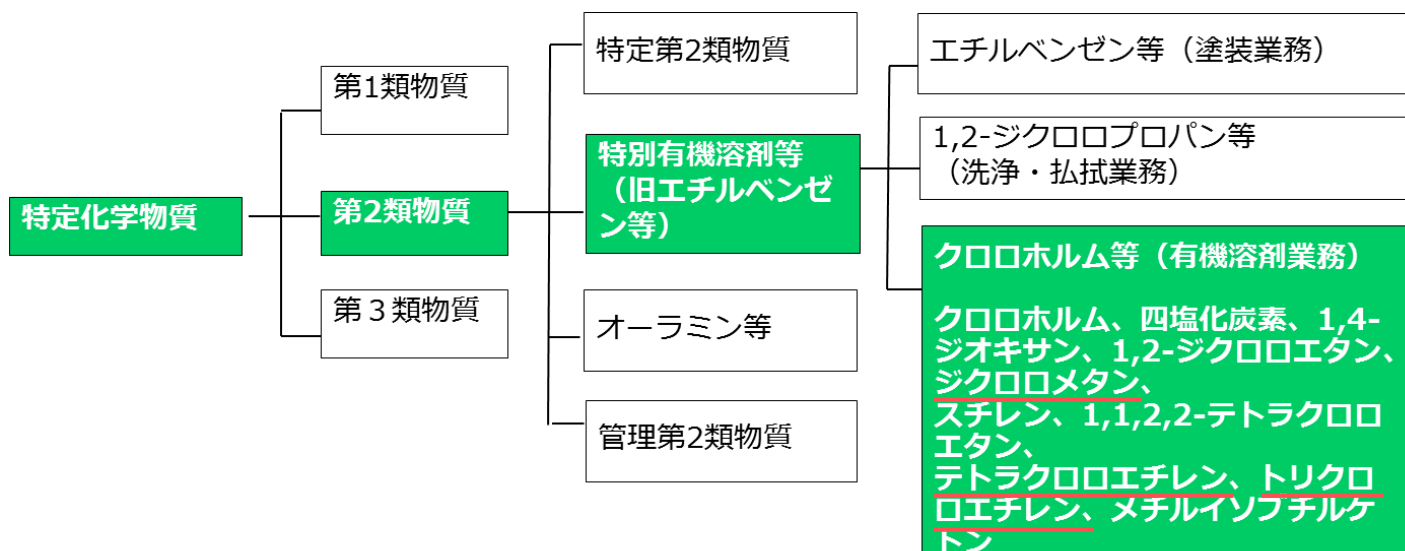 特定化学物質
第1類物質
第2類物質
第３類物質
特定第2類物質
特別有機溶剤等
（旧エチルベンゼ
ン等）
オーラミン等
管理第2類物質
エチルベンゼン等（塗装業務）
1,2-ジクロロプロパン等
（洗浄・払拭業務）
クロロホルム等（有機溶剤業務）
クロロホルム、四塩化炭素、1,4-
ジオキサン、1,2-ジクロロエタン、
ジクロロメタン、
スチレン、1,1,2,2-テトラクロロ
エタン、
テトラクロロエチレン、トリクロ
ロエチレン、メチルイソブチルケ
トン